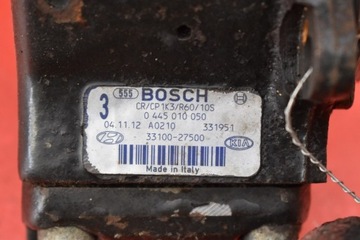 555 BOSCH
3 CR/CP1K3/R60/10S
0 445 010 050
04.11.12 A0210 331951
33100-27500
KIA
Made in Italy